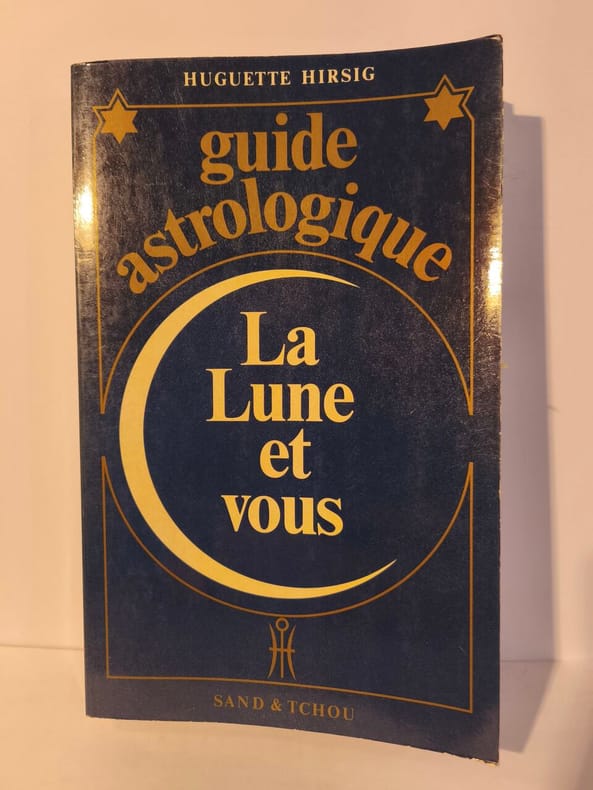 HUGUETTE HIRSIG
guide
astrologique
La
Lune
et
vous
SAND & TCHOU